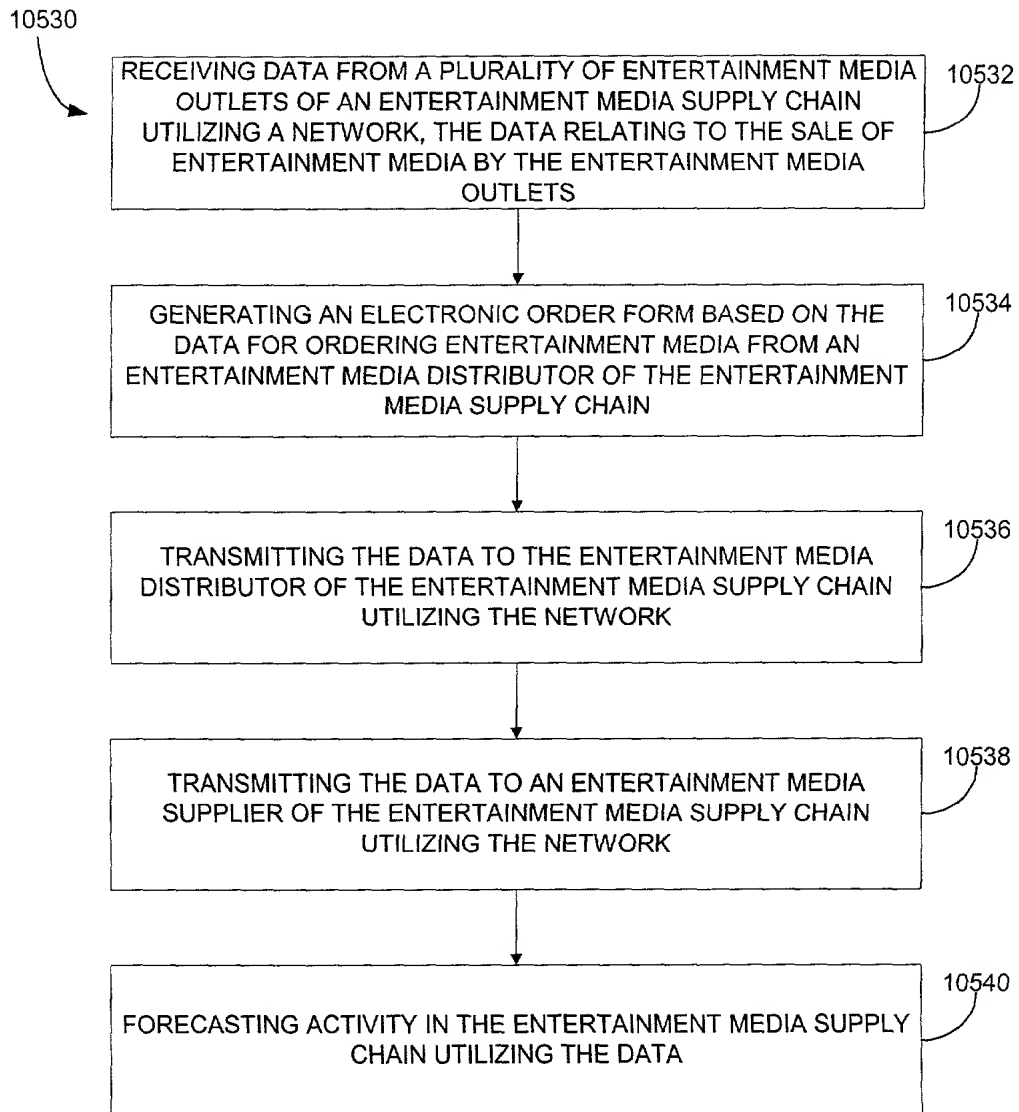 10530
RECEIVING DATA FROM A PLURALITY OF ENTERTAINMENT MEDIA
OUTLETS OF AN ENTERTAINMENT MEDIA SUPPLY CHAIN
UTILIZING A NETWORK, THE DATA RELATING TO THE SALE OF
ENTERTAINMENT MEDIA BY THE ENTERTAINMENT MEDIA
OUTLETS
10532
GENERATING AN ELECTRONIC ORDER FORM BASED ON THE
DATA FOR ORDERING ENTERTAINMENT MEDIA FROM AN
ENTERTAINMENT MEDIA DISTRIBUTOR OF THE ENTERTAINMENT
MEDIA SUPPLY CHAIN
10534
TRANSMITTING THE DATA TO THE ENTERTAINMENT MEDIA
DISTRIBUTOR OF THE ENTERTAINMENT MEDIA SUPPLY CHAIN
UTILIZING THE NETWORK
10536
TRANSMITTING THE DATA TO AN ENTERTAINMENT MEDIA
SUPPLIER OF THE ENTERTAINMENT MEDIA SUPPLY CHAIN
UTILIZING THE NETWORK
10538
FORECASTING ACTIVITY IN THE ENTERTAINMENT MEDIA SUPPLY
CHAIN UTILIZING THE DATA
10540